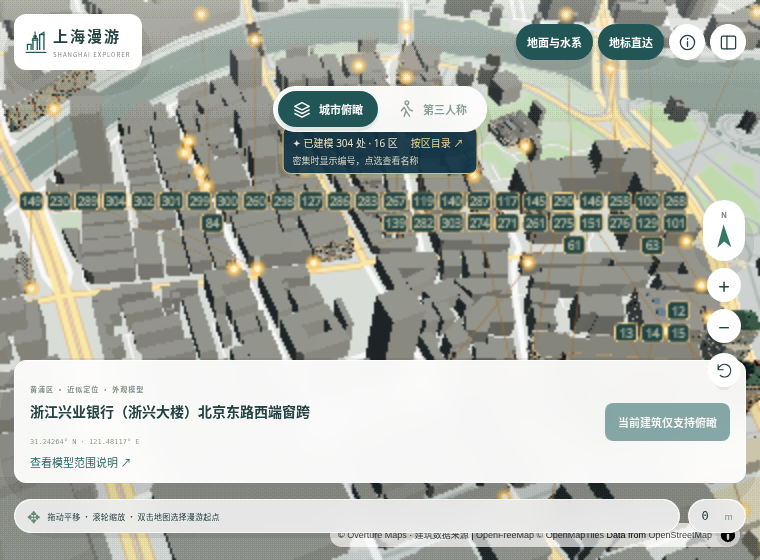 上海漫游
SHANGHAI EXPLORER
地面与水系
地标直达
城市俯瞰
第三人称
✦ 已建模 304 处 · 16 区 按区目录 ↗
密集时显示编号，点选查看名称
149 230 289 304 302 301 299 300 260 298 127 286 283 267 119 140 287 117 145 290 146 258 100 268
84 139 282 303 274 271 261 275 151 276 129 101
61 63
N
+
−
12
13 14 15
黄浦区 · 近似定位 · 外观模型
浙江兴业银行（浙兴大楼）北京东路西端窗跨
当前建筑仅支持俯瞰
31.24264° N · 121.48117° E
查看模型范围说明 ↗
拖动平移 · 滚轮缩放 · 双击地图选择漫游起点
0 m
© Overture Maps · 建筑数据来源 | OpenFreeMap © OpenMapTiles Data from OpenStreetMap